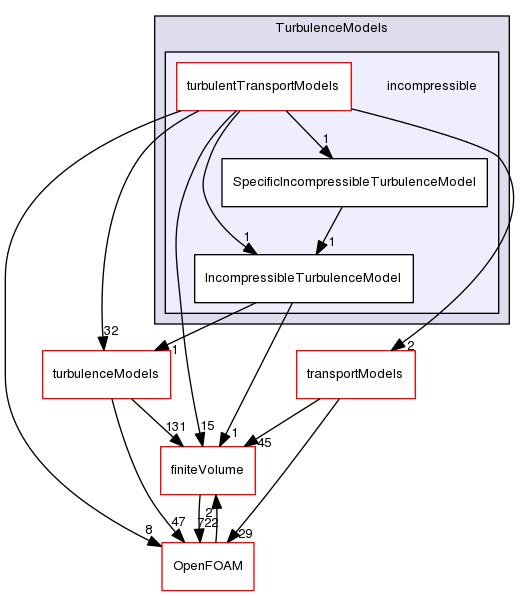 TurbulenceModels
turbulentTransportModels
incompressible
1
SpecificIncompressibleTurbulenceModel
1
1
IncompressibleTurbulenceModel
32
1
2
turbulenceModels
transportModels
131
15
1
45
finiteVolume
2
47
722
29
8
OpenFOAM